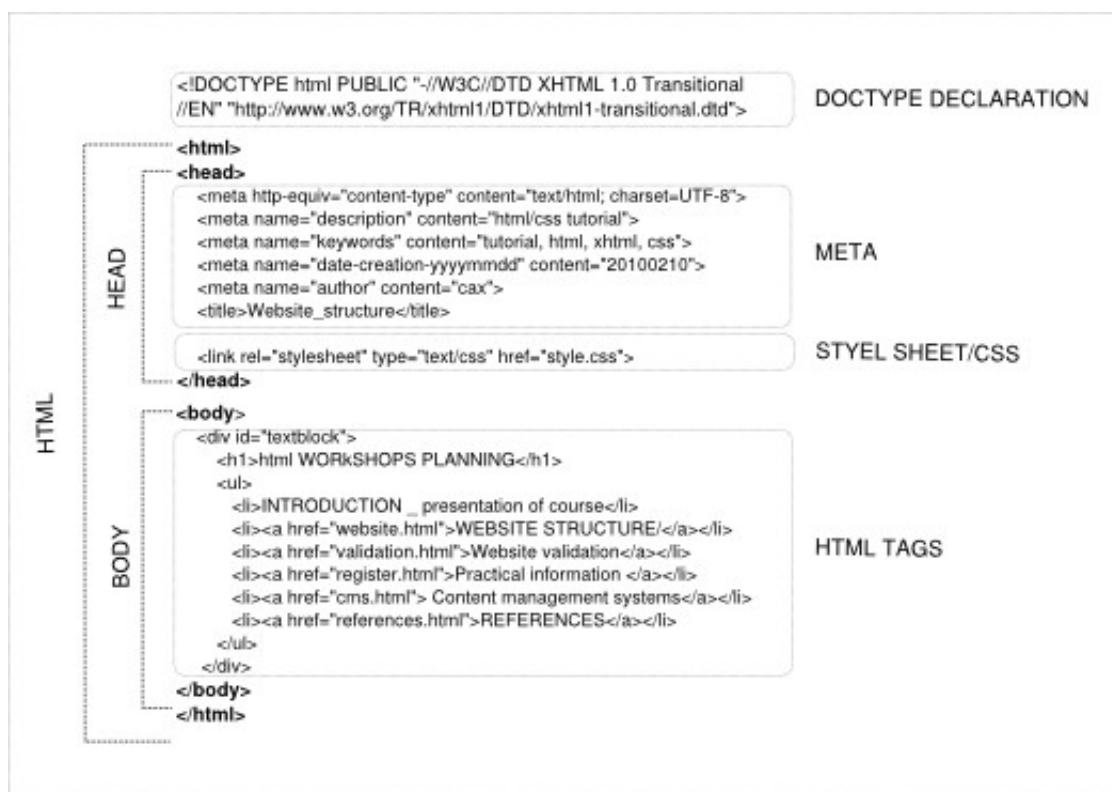 <!DOCTYPE html PUBLIC "-//W3C//DTD XHTML 1.0 Transitional
//EN" "http://www.w3.org/TR/xhtml1/DTD/xhtml1-transitional.dtd">
DOCTYPE DECLARATION
<html>
<head>
<meta http-equiv="content-type" content="text/html; charset=UTF-8">
<meta name="description" content="html/css tutorial">
<meta name="keywords" content="tutorial, html, xhtml, css">
<meta name="date-creation-yyyymmdd" content="20100210">
<meta name="author" content="cax">
<title>Website_structure</title>
META
HEAD
<link rel="stylesheet" type="text/css" href="style.css">
STYEL SHEET/CSS
</head>
HTML
<body>
<div id="textblock">
<h1>html WORkSHOPS PLANNING</h1>
<ul>
<li>INTRODUCTION _ presentation of course</li>
<li><a href="website.html">WEBSITE STRUCTURE/</a></li>
<li><a href="validation.html">Website validation</a></li>
<li><a href="register.html">Practical information </a></li>
<li><a href="cms.html"> Content management systems</a></li>
<li><a href="references.html">REFERENCES</a></li>
</ul>
</div>
HTML TAGS
BODY
</body>
</html>